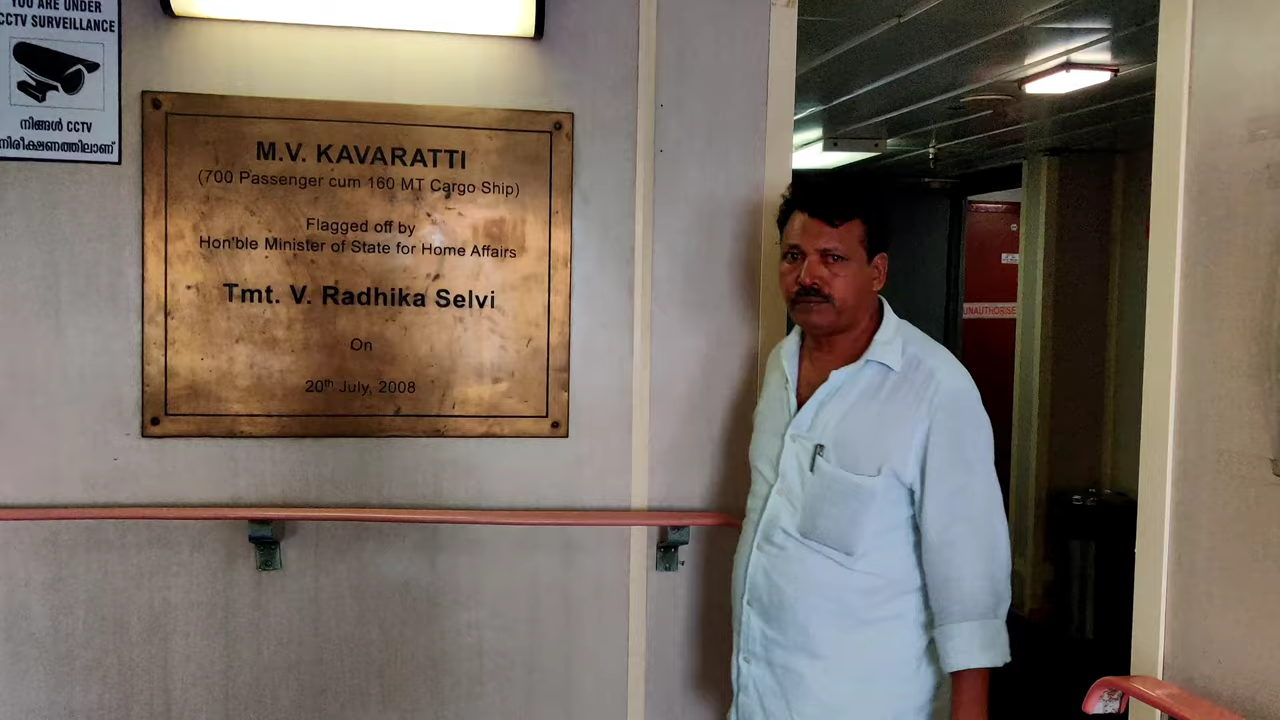 YOU ARE UNDER
CCTV SURVEILLANCE
നിങ്ങൾ CCTV
നിരീക്ഷണത്തിലാണ്
M.V. KAVARATTI
(700 Passenger cum 160 MT Cargo Ship)
Flagged off by
Hon'ble Minister of State for Home Affairs
Tmt. V. Radhika Selvi
On
20th July, 2008
UNAUTHORISE